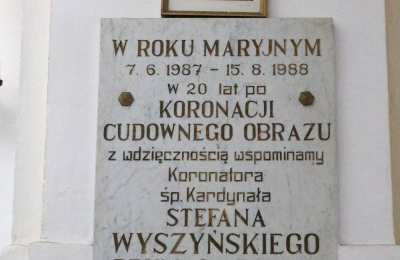 W ROKU MARYJNYM
7. 6. 1987 - 15. 8. 1988
W 20 lat po
KORONACJI
CUDOWNEGO OBRAZU
z wdzięcznością wspominamy
Koronatora
śp. Kardynała
STEFANA
WYSZYŃSKIEGO